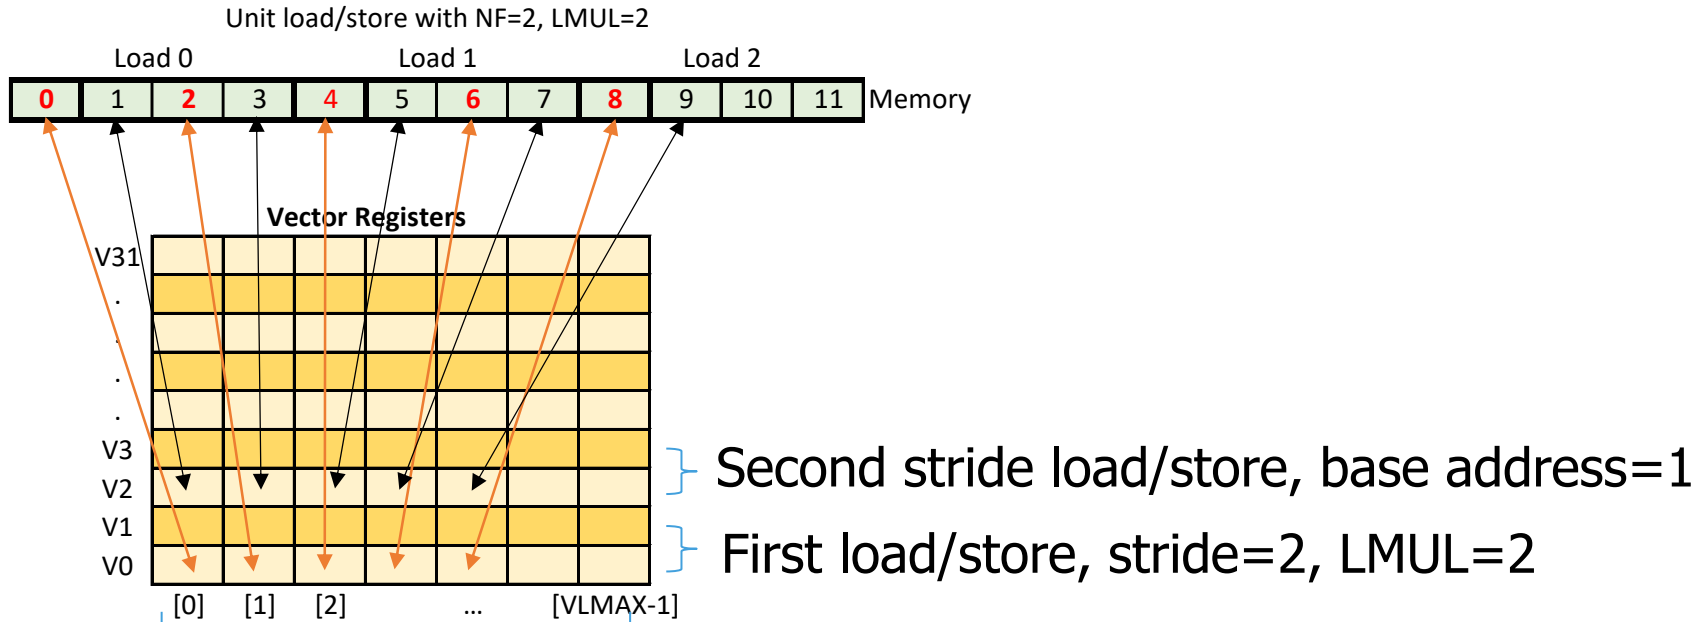 Unit load/store with NF=2, LMUL=2
Load 0 Load 1 Load 2
0 1 2 3 4 5 6 7 8 9 10 11 Memory
Vector Registers
V31
.
.
.
.
V3
Second stride load/store, base address=1
V2
V1
First load/store, stride=2, LMUL=2
V0
[0] [1] [2] ... [VLMAX-1]